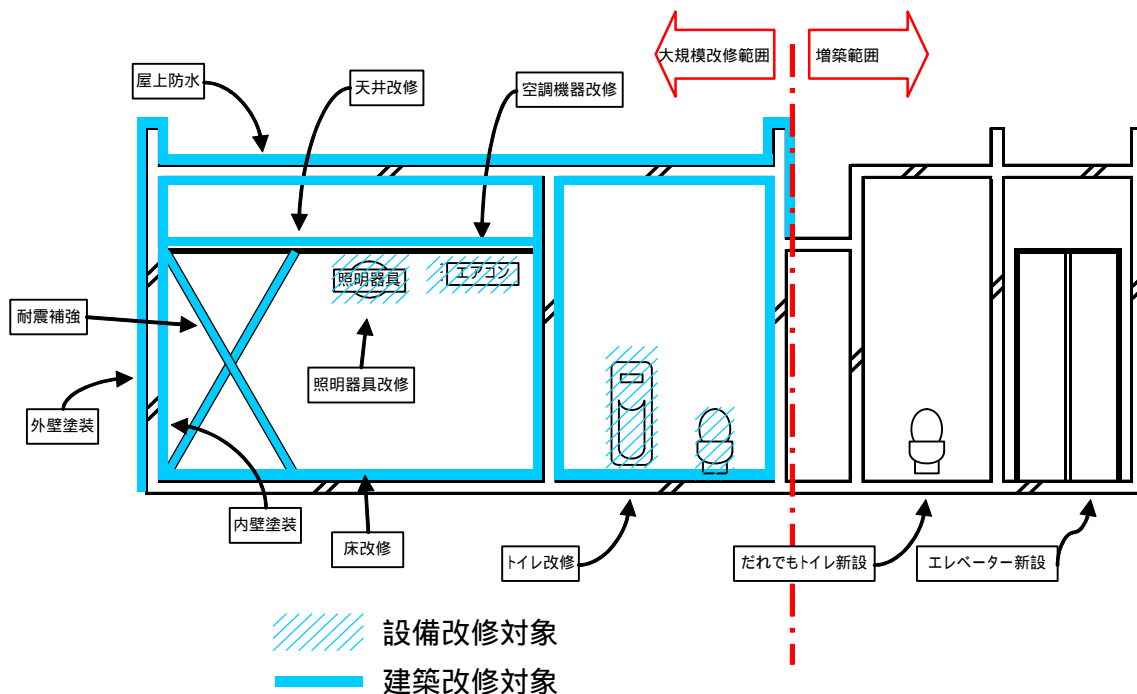 大規模改修範囲
増築範囲
屋上防水
天井改修
空調機器改修
照明器具
エアコン
耐震補強
照明器具改修
外壁塗装
内壁塗装
床改修
トイレ改修
だれでもトイレ新設
エレベーター新設
設備改修対象
建築改修対象